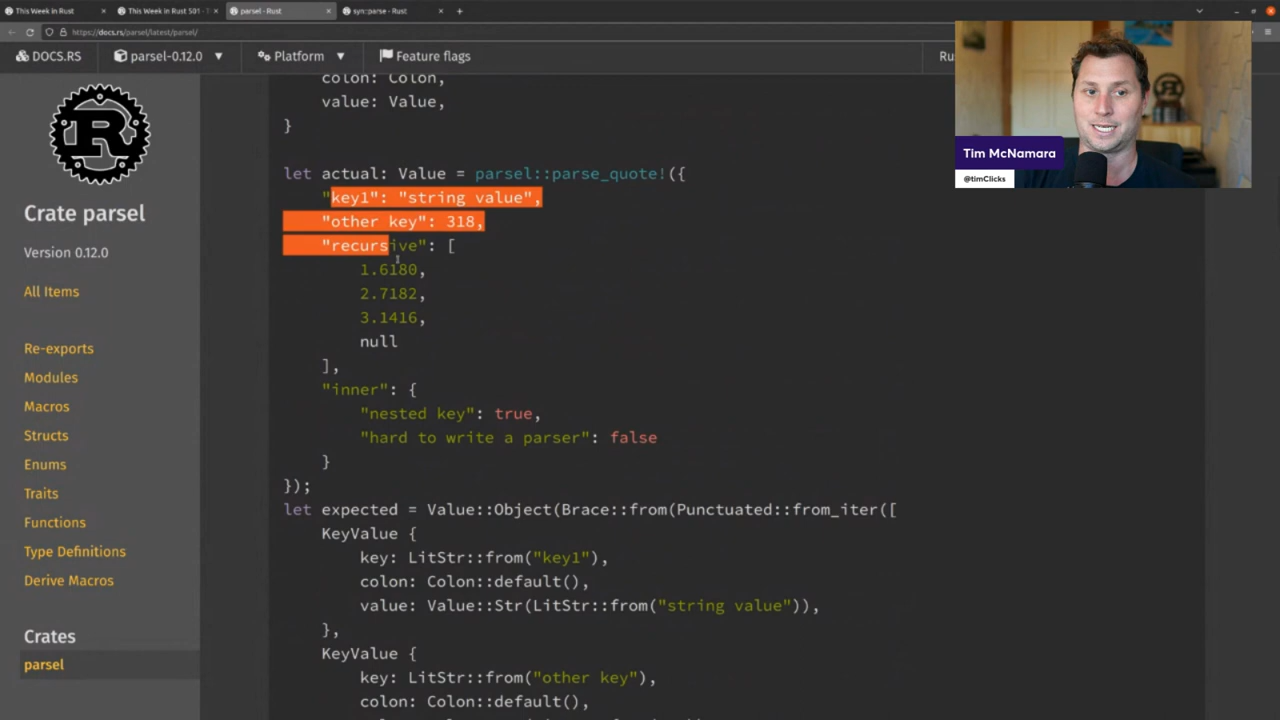 This Week in Rust
This Week in Rust 501 · T
parsel - Rust
syn::parse - Rust
https://docs.rs/parsel/latest/parsel/
DOCS.RS
parsel-0.12.0
Platform
Feature flags
Ru
Crate parsel
Version 0.12.0
All Items
Re-exports
Modules
Macros
Structs
Enums
Traits
Functions
Type Definitions
Derive Macros
Crates
parsel
colon: Colon,
value: Value,
}
let actual: Value = parsel::parse_quote!({
"key1": "string value",
"other key": 318,
"recursive": [
1.6180,
2.7182,
3.1416,
null
],
"inner": {
"nested key": true,
"hard to write a parser": false
}
});
let expected = Value::Object(Brace::from(Punctuated::from_iter([
KeyValue {
key: LitStr::from("key1"),
colon: Colon::default(),
value: Value::Str(LitStr::from("string value")),
},
KeyValue {
key: LitStr::from("other key"),
colon: Colon::default(),
Tim McNamara
@timClicks